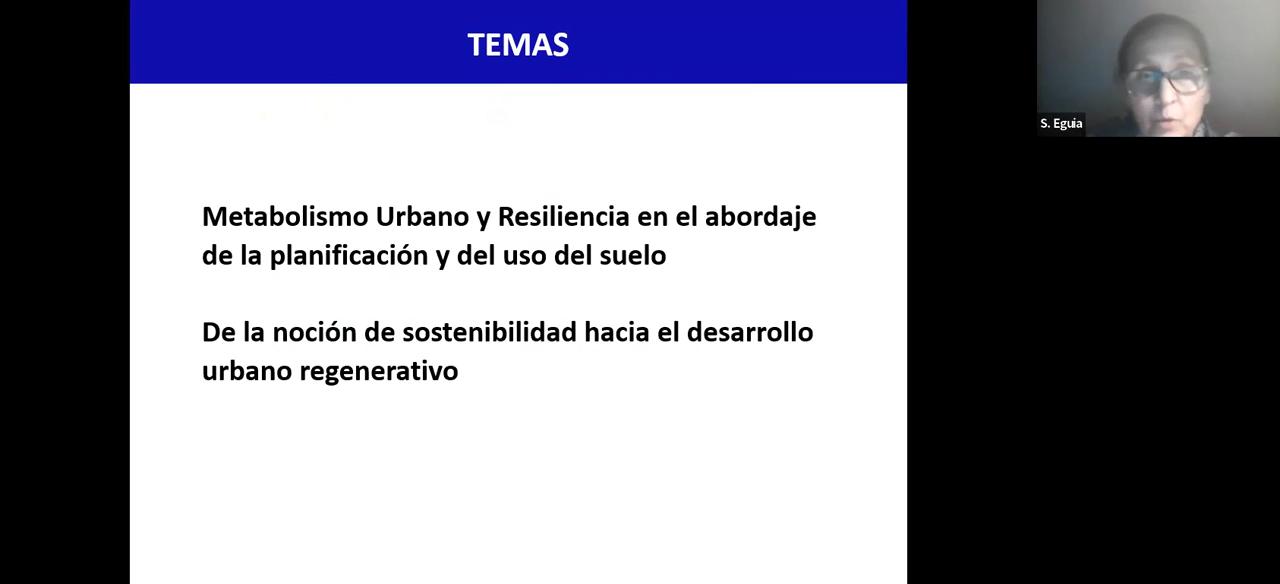 TEMAS
S. Eguia
Metabolismo Urbano y Resiliencia en el abordaje
de la planificación y del uso del suelo
De la noción de sostenibilidad hacia el desarrollo
urbano regenerativo